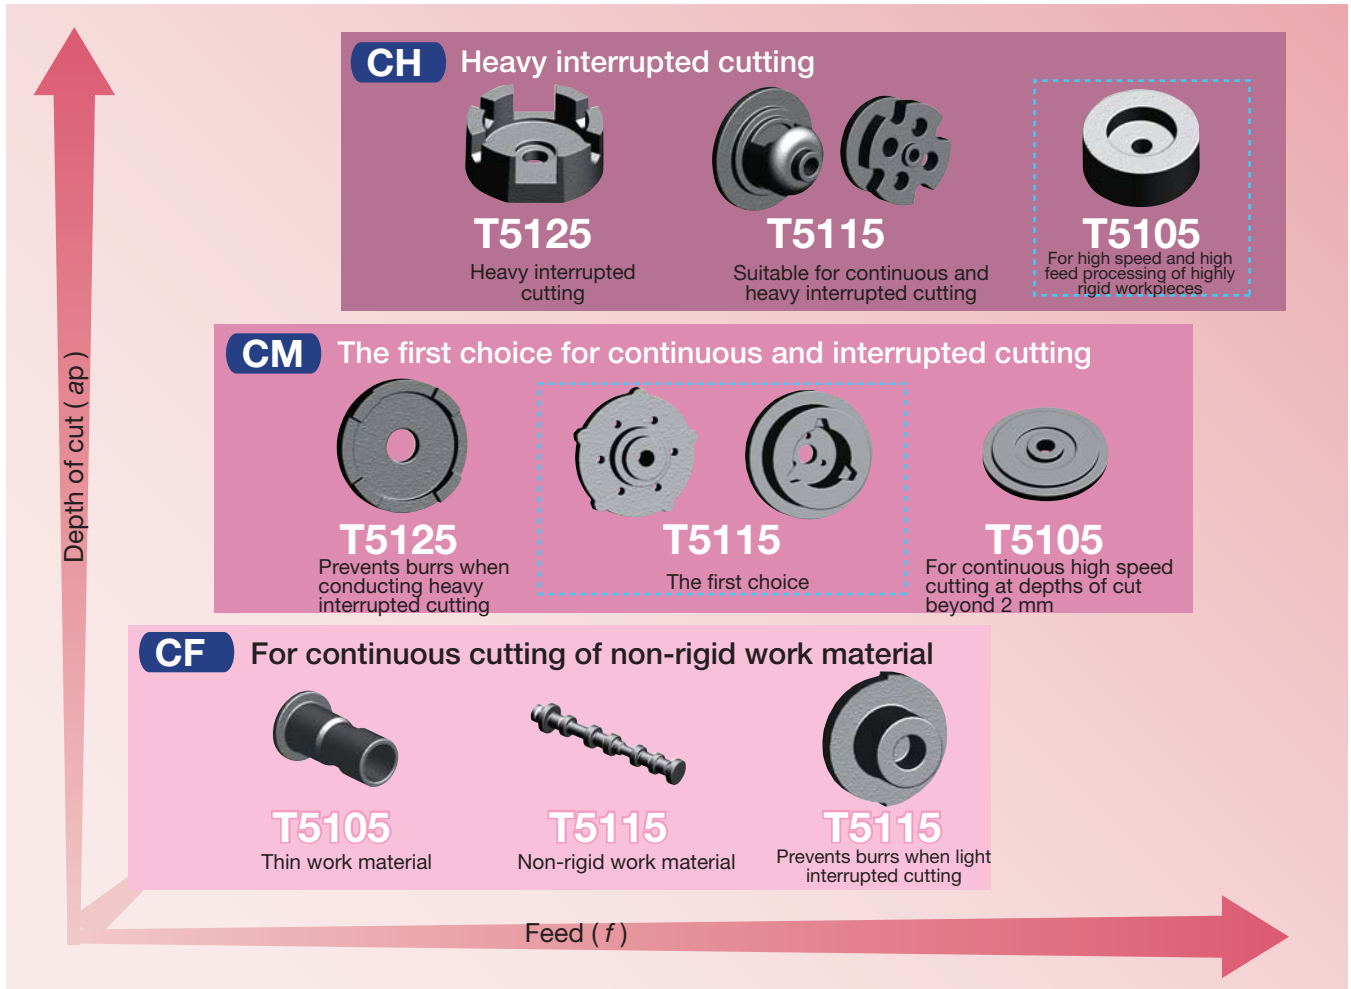 CH Heavy interrupted cutting
T5125
Heavy interrupted
cutting
T5115
Suitable for continuous and
heavy interrupted cutting
T5105
For high speed and high
feed processing of highly
rigid workpieces
CM The first choice for continuous and interrupted cutting
T5125
Prevents burrs when
conducting heavy
interrupted cutting
T5115
The first choice
T5105
For continuous high speed
cutting at depths of cut
beyond 2 mm
CF For continuous cutting of non-rigid work material
T5105
Thin work material
T5115
Non-rigid work material
T5115
Prevents burrs when light
interrupted cutting
Depth of cut ( ap )
Feed ( f )